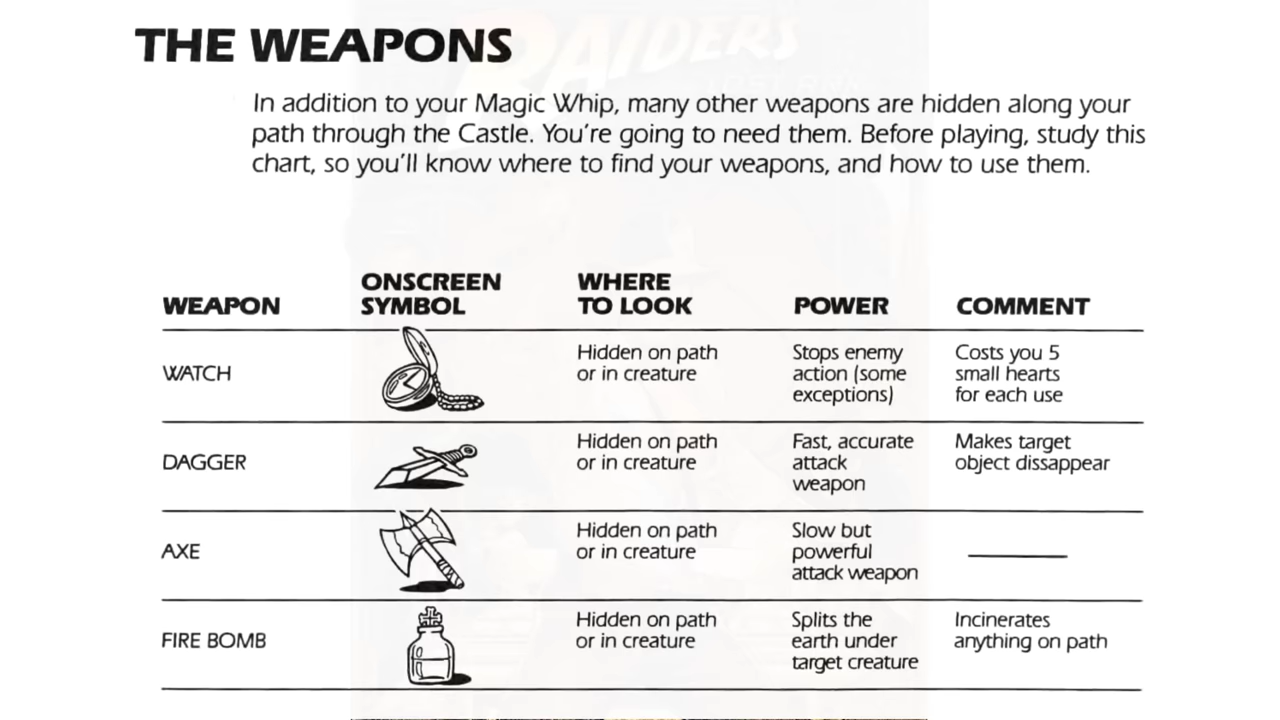 THE WEAPONS
In addition to your Magic Whip, many other weapons are hidden along your
path through the Castle. You're going to need them. Before playing, study this
chart, so you'll know where to find your weapons, and how to use them.
WEAPON
ONSCREEN
SYMBOL
WHERE
TO LOOK
POWER
COMMENT
WATCH
Hidden on path
or in creature
Stops enemy
action (some
exceptions)
Costs you 5
small hearts
for each use
DAGGER
Hidden on path
or in creature
Fast, accurate
attack
weapon
Makes target
object dissappear
AXE
Hidden on path
or in creature
Slow but
powerful
attack weapon
FIRE BOMB
Hidden on path
or in creature
Splits the
earth under
target creature
Incinerates
anything on path
RAIDERS